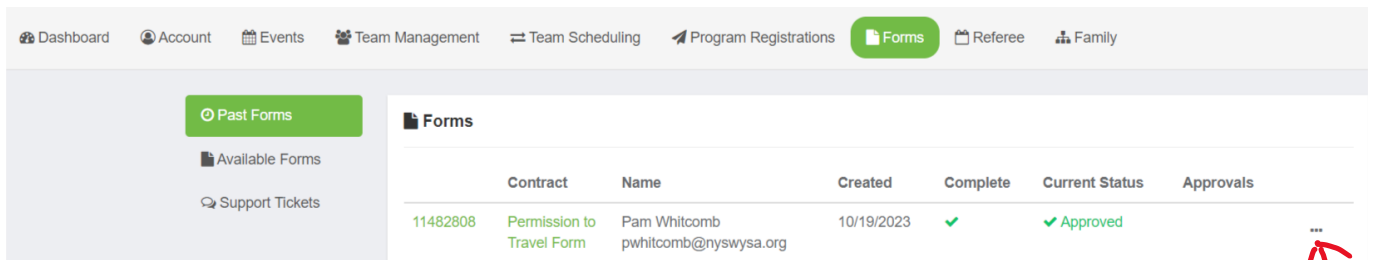 Dashboard Account Events Team Management Team Scheduling Program Registrations Forms Referee Family
Past Forms
Available Forms
Support Tickets
Forms
Contract Name Created Complete Current Status Approvals
11482808 Permission to Pam Whitcomb 10/19/2023 Approved
Travel Form pwhitcomb@nyswysa.org